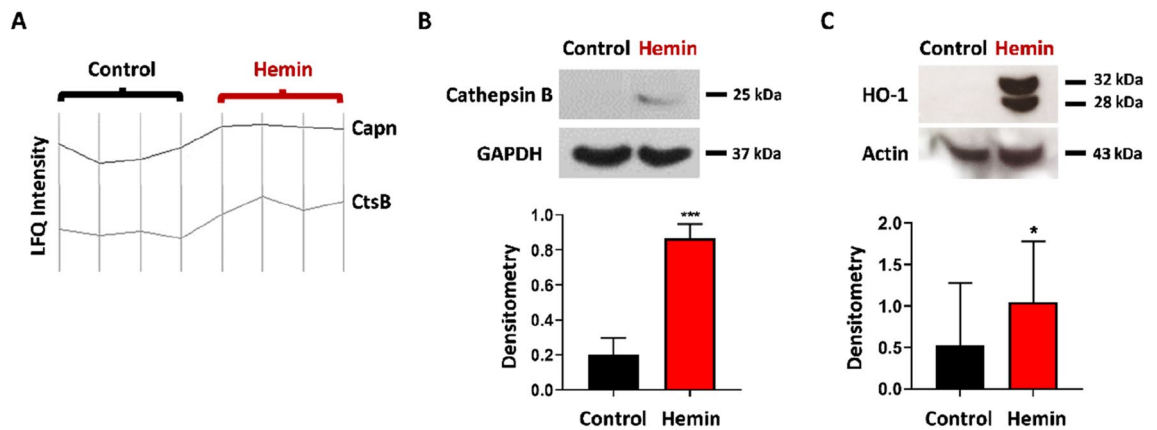 A
Control Hemin
Capn
CtsB
LFQ Intensity
B
Control Hemin
Cathepsin B 25 kDa
GAPDH 37 kDa
***
1.0
0.8
0.6
0.4
0.2
0.0
Densitometry
Control Hemin
C
Control Hemin
HO-1 32 kDa
28 kDa
Actin 43 kDa
*
2.0
1.5
1.0
0.5
0.0
Densitometry
Control Hemin